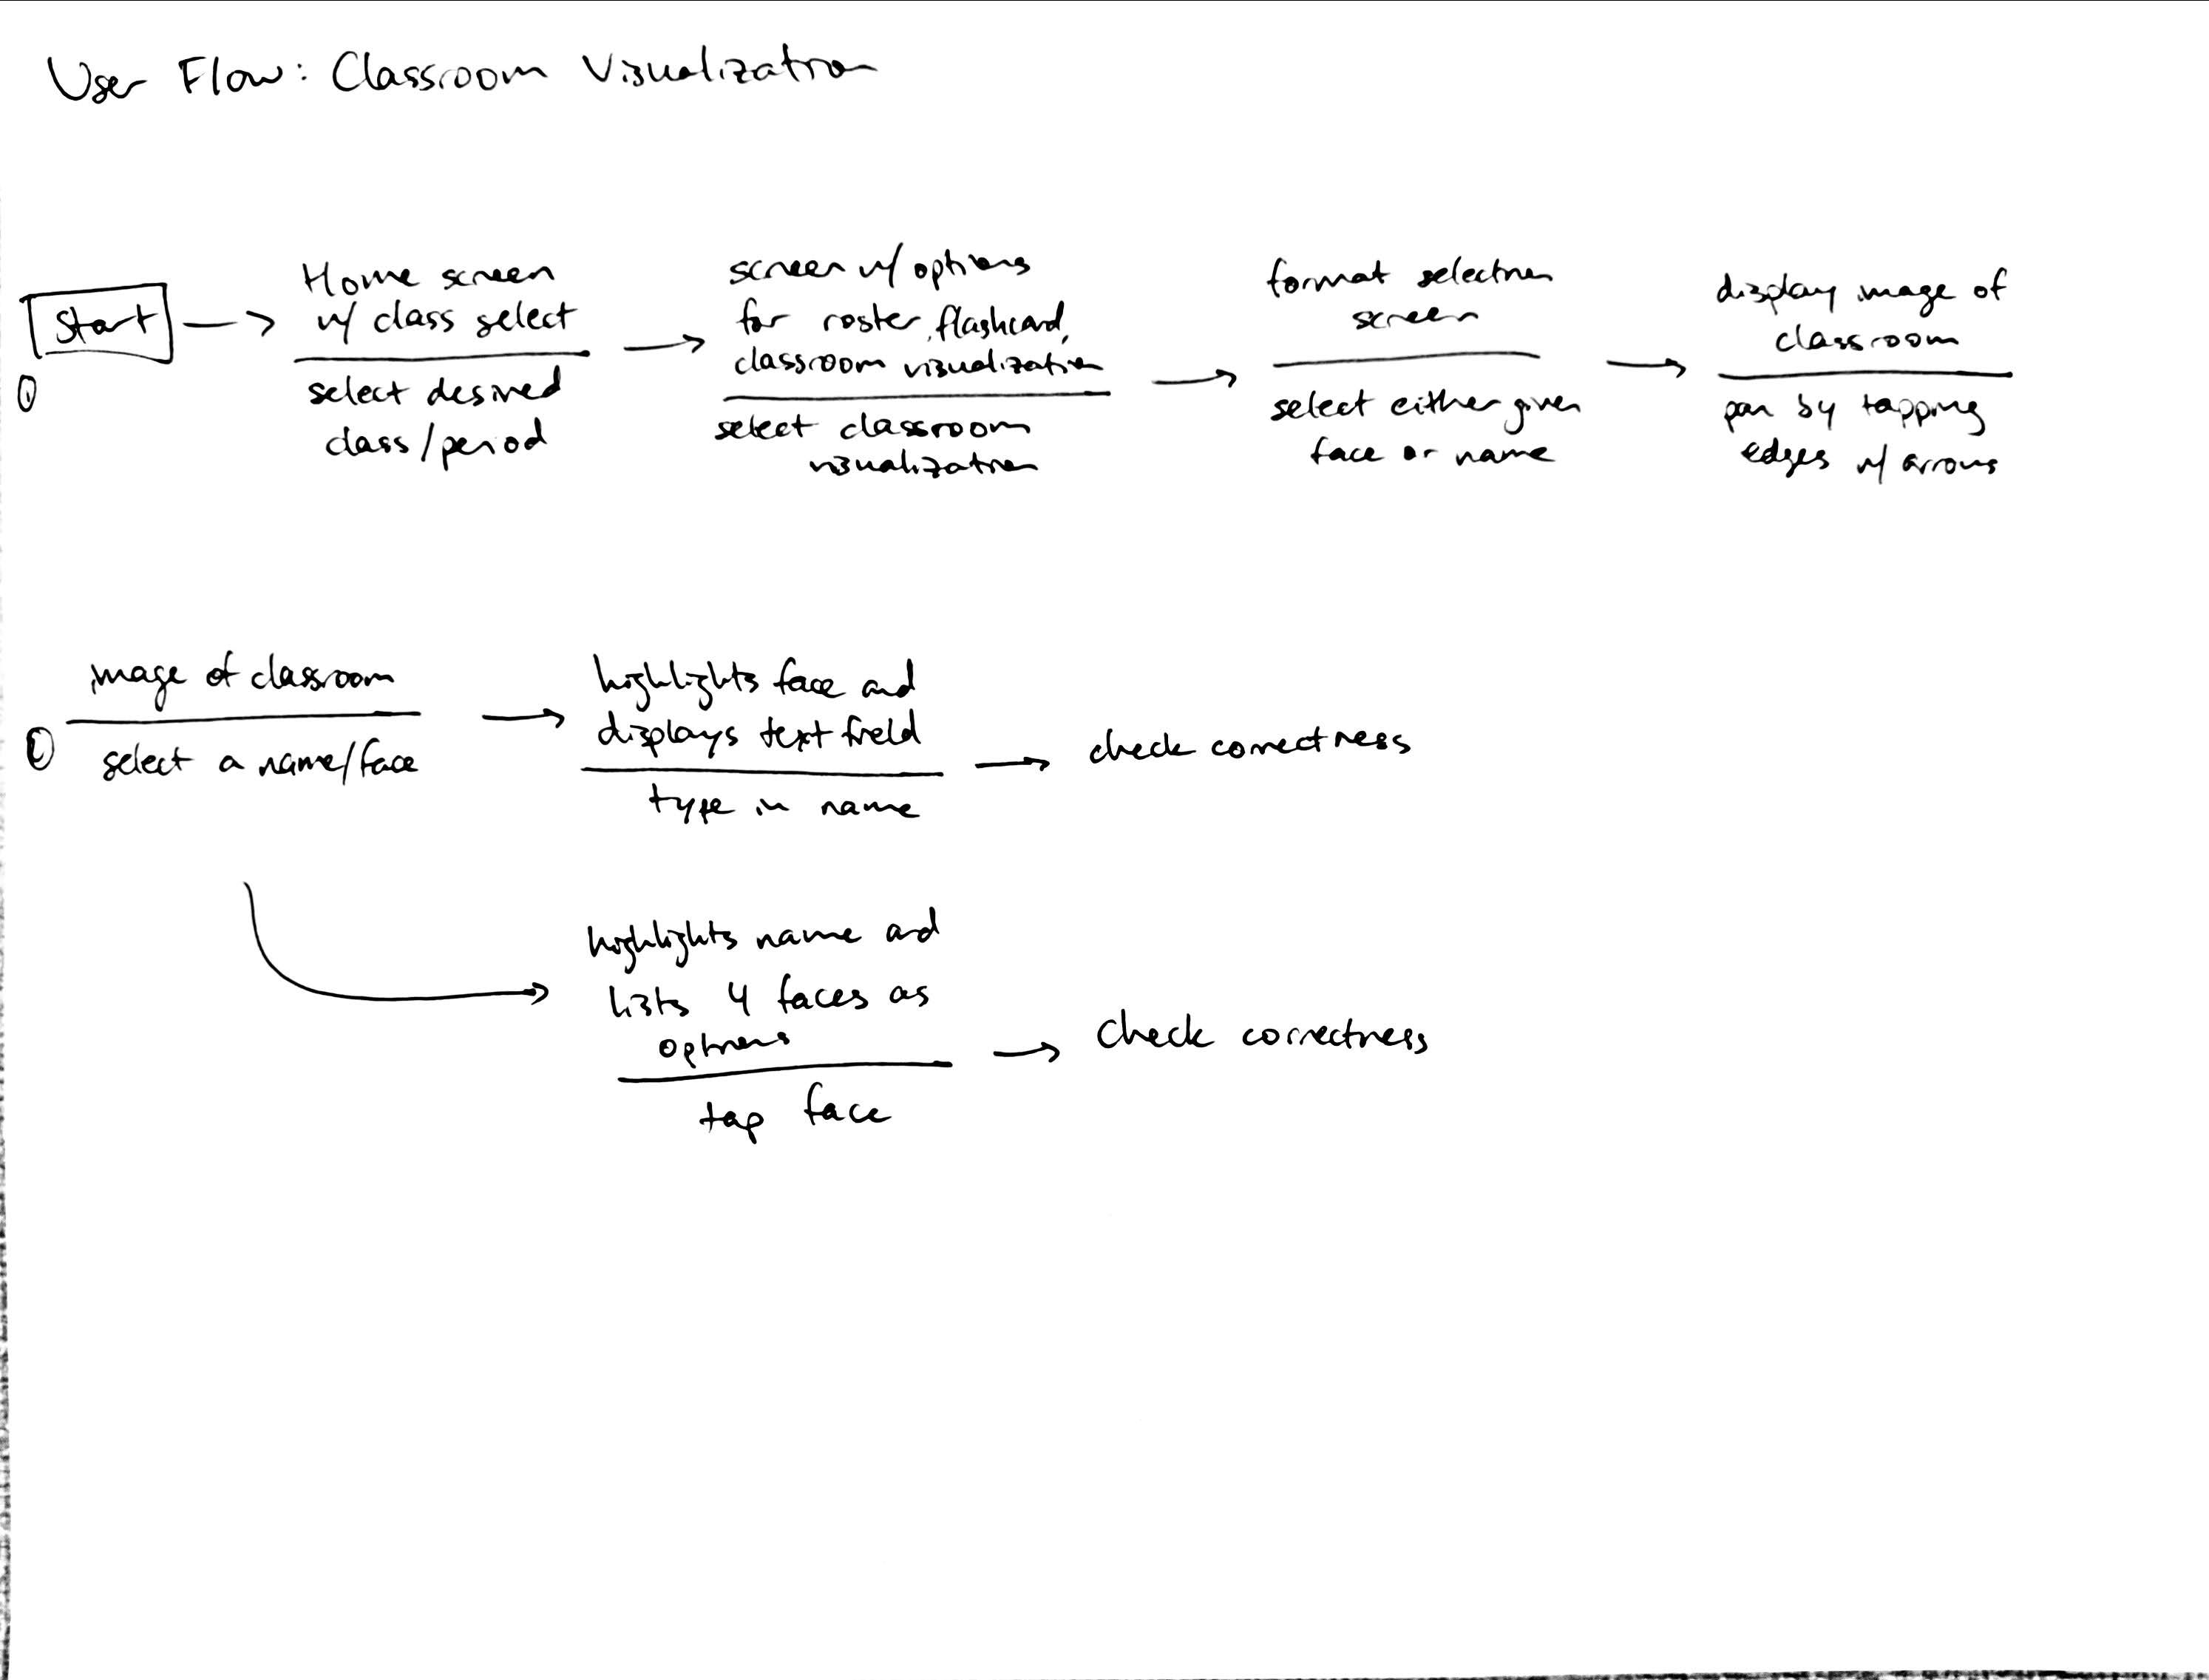 User Flow: Classroom Visualization
Start
①
Home screen
w/ class select
select desired
class/period
screen w/ options
for roster, flashcard,
classroom visualization
select classroom
visualization
format selection
screen
select either given
face or name
display image of
classroom
pan by tapping
edges w/ arrows
image of classroom
select a name/face
highlights face and
displays text field
type in name
check correctness
highlights name and
lists 4 faces as
options
tap face
check correctness